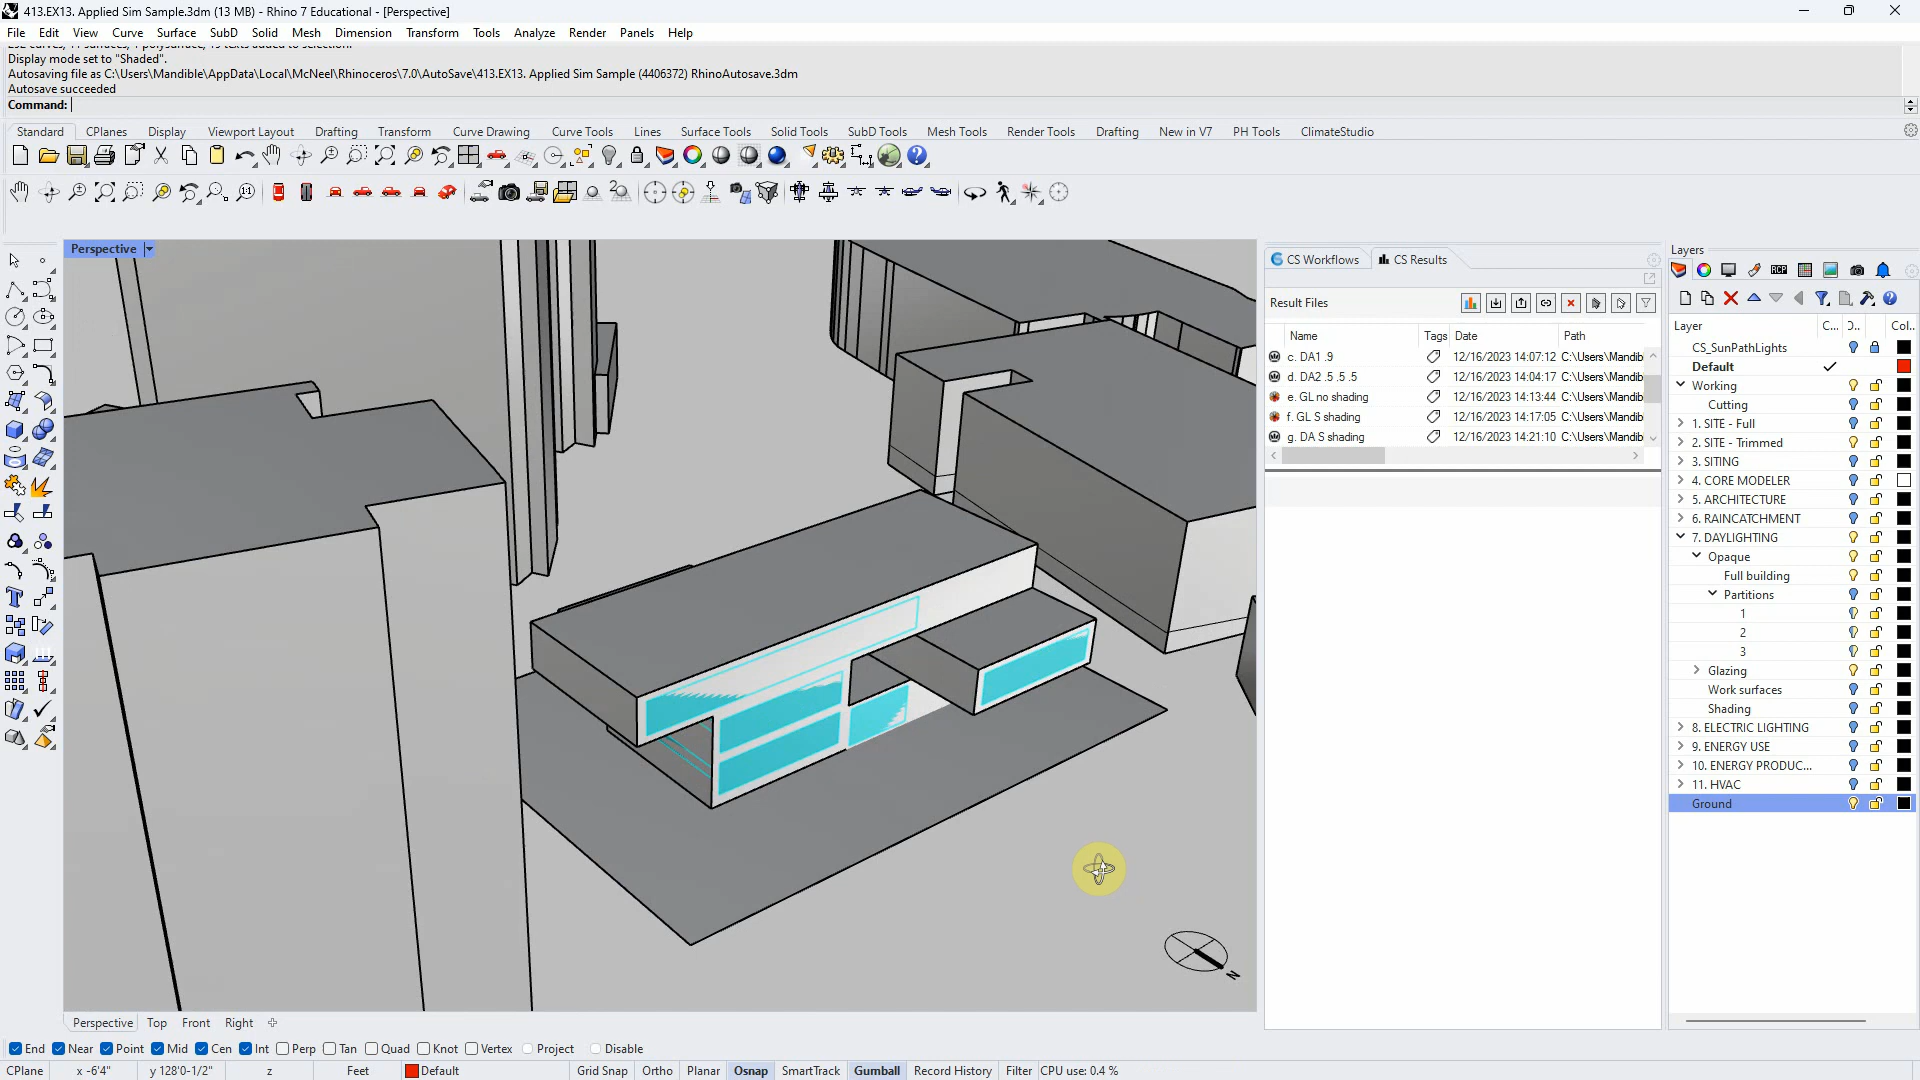 413.EX13. Applied Sim Sample.3dm (13 MB) - Rhino 7 Educational - [Perspective]
File Edit View Curve Surface SubD Solid Mesh Dimension Transform Tools Analyze Render Panels Help
Display mode set to "Shaded".
Autosaving file as C:\Users\Mandible\AppData\Local\McNeel\Rhinoceros\7.0\AutoSave\413.EX13. Applied Sim Sample (4406372) RhinoAutosave.3dm
Autosave succeeded
Command:
Standard CPlanes Display Viewport Layout Drafting Transform Curve Drawing Curve Tools Lines Surface Tools Solid Tools SubD Tools Mesh Tools Render Tools Drafting New in V7 PH Tools ClimateStudio
Perspective
N
Perspective Top Front Right
CS Workflows CS Results
Result Files
Name Tags Date Path
c. DA1 .9 12/16/2023 14:07:12 C:\Users\Mandib
d. DA2 .5 .5 .5 12/16/2023 14:04:17 C:\Users\Mandib
e. GL no shading 12/16/2023 14:13:44 C:\Users\Mandib
f. GL S shading 12/16/2023 14:17:05 C:\Users\Mandib
g. DA S shading 12/16/2023 14:21:10 C:\Users\Mandib
Layers
Layer C... Col...
CS_SunPathLights
Default
Working
Cutting
1. SITE - Full
2. SITE - Trimmed
3. SITING
4. CORE MODELER
5. ARCHITECTURE
6. RAINCATCHMENT
7. DAYLIGHTING
Opaque
Full building
Partitions
1
2
3
Glazing
Work surfaces
Shading
8. ELECTRIC LIGHTING
9. ENERGY USE
10. ENERGY PRODUC...
11. HVAC
Ground
End Near Point Mid Cen Int Perp Tan Quad Knot Vertex Project Disable
CPlane x -6'4" y 128'0-1/2" z Feet Default Grid Snap Ortho Planar Osnap SmartTrack Gumball Record History Filter CPU use: 0.4 %